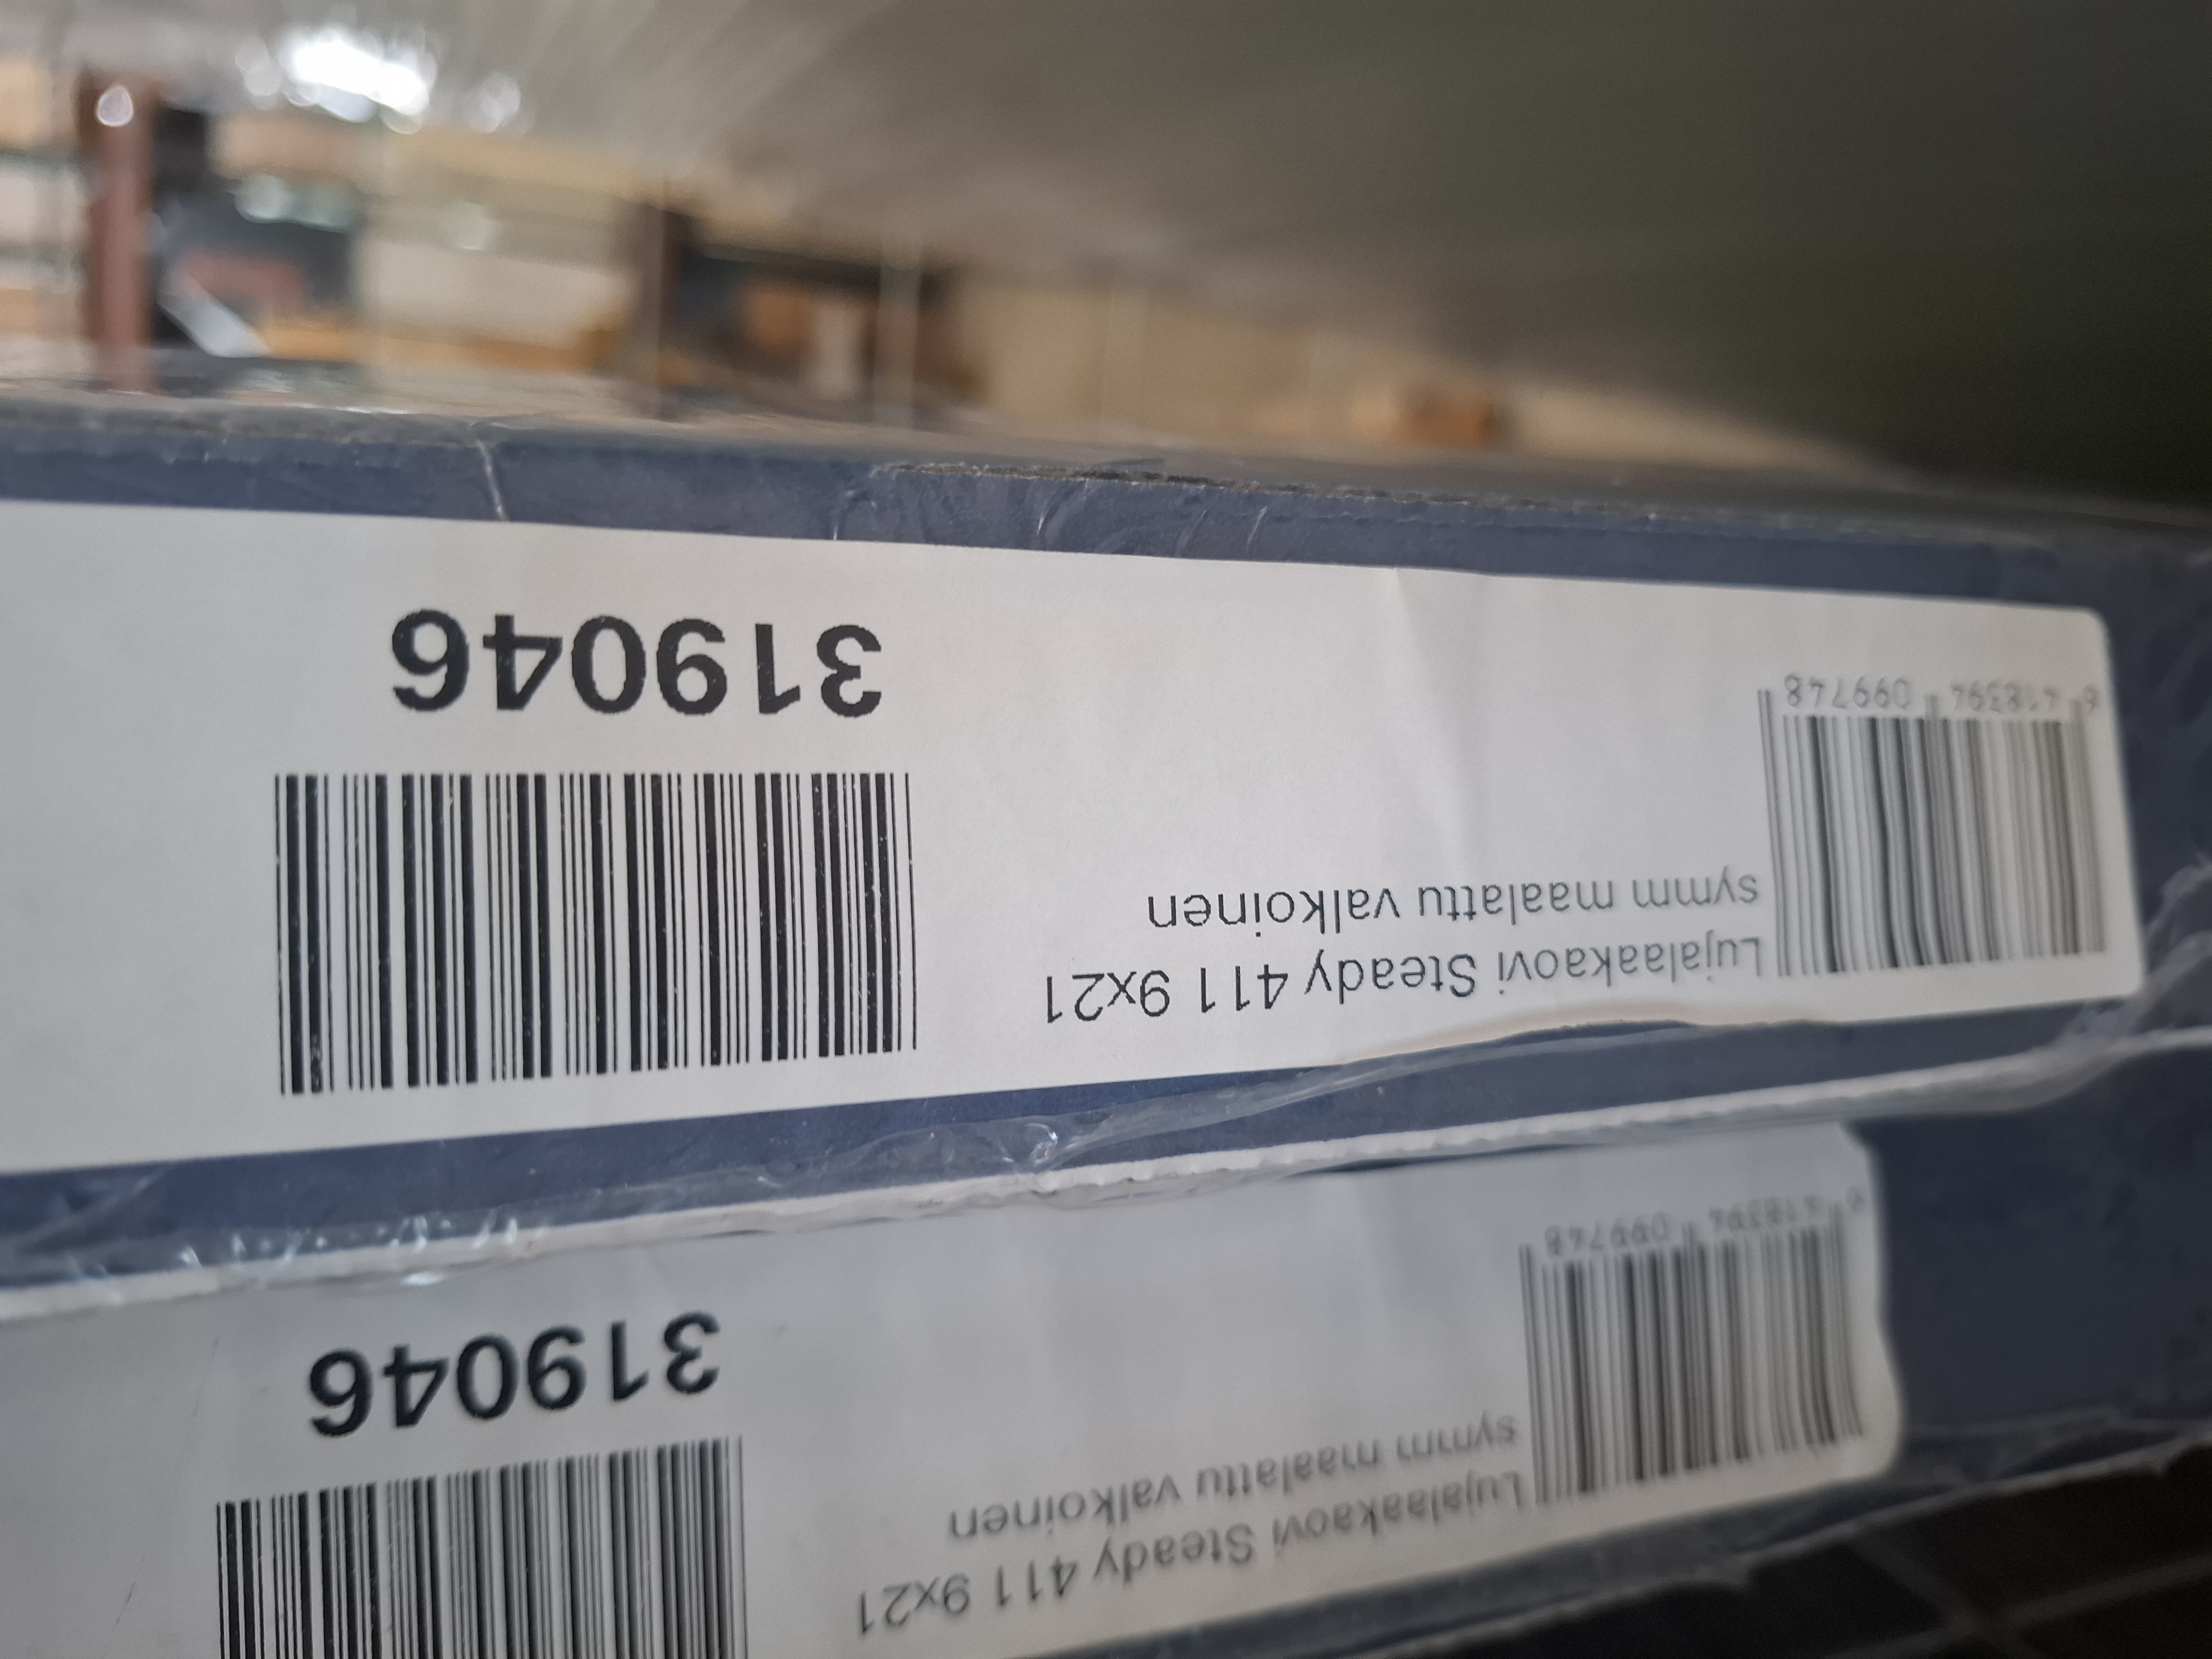 6 418394 099748
Lujalaakaovi Steady 411 9x21
symm maalattu valkoinen
319046
6 418394 099748
Lujalaakaovi Steady 411 9x21
symm maalattu valkoinen
319046